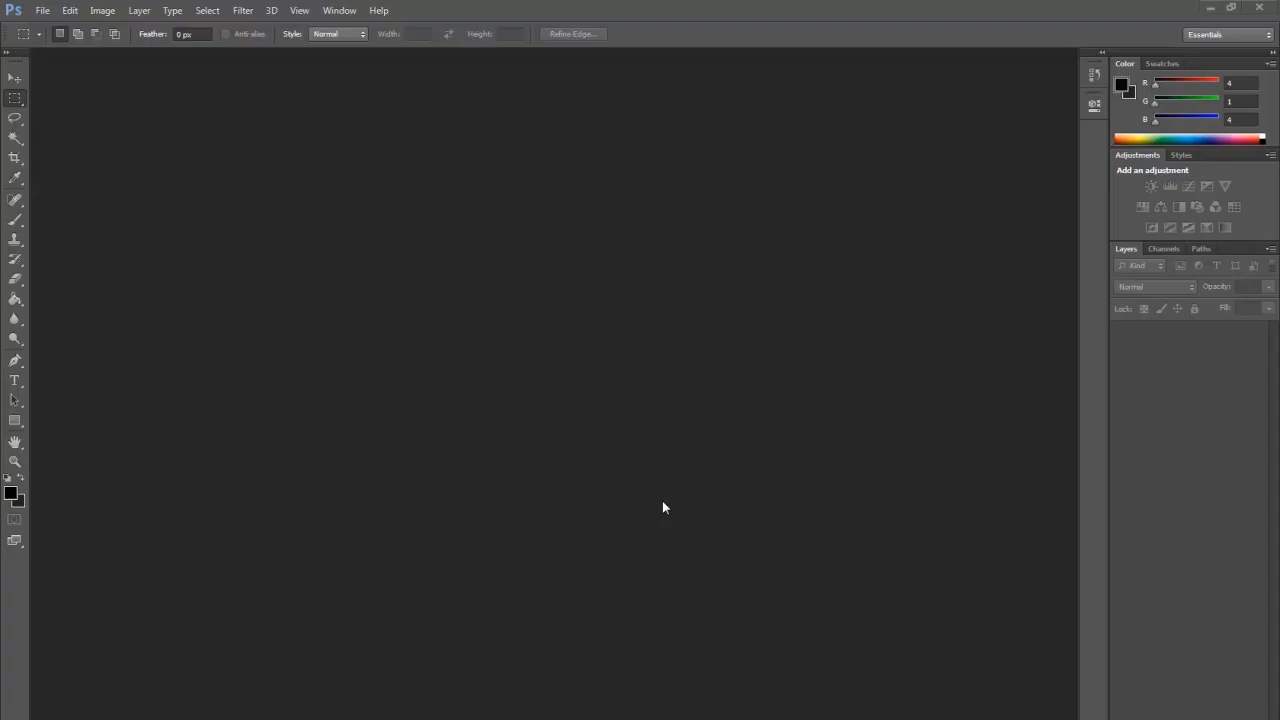 Ps File Edit Image Layer Type Select Filter 3D View Window Help
Feather: 0 px Anti-alias Style: Normal Width: Height: Refine Edge... Essentials
Color Swatches
R 4
G 1
B 4
Adjustments Styles
Add an adjustment
Layers Channels Paths
Kind
Normal Opacity:
Lock: Fill: